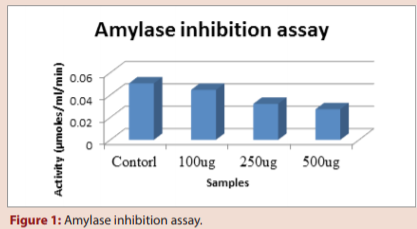 Amylase inhibition assay
Activity (µmoles/ml/min)
0.06
0.04
0.02
0
Contorl 100ug 250ug 500ug
Samples
Figure 1: Amylase inhibition assay.